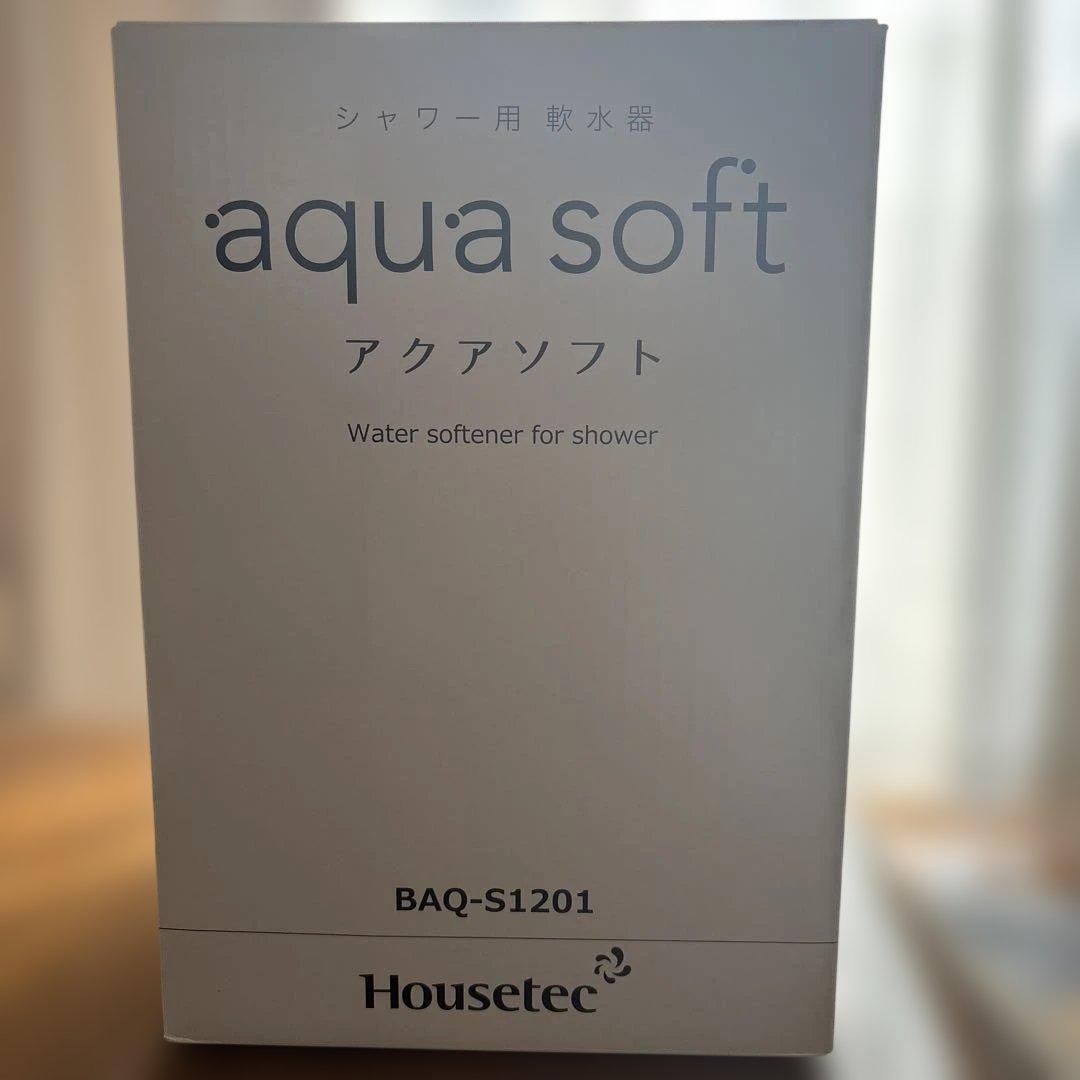 シャワー用 軟水器
aqua soft
アクアソフト
Water softener for shower
BAQ-S1201
Housetec